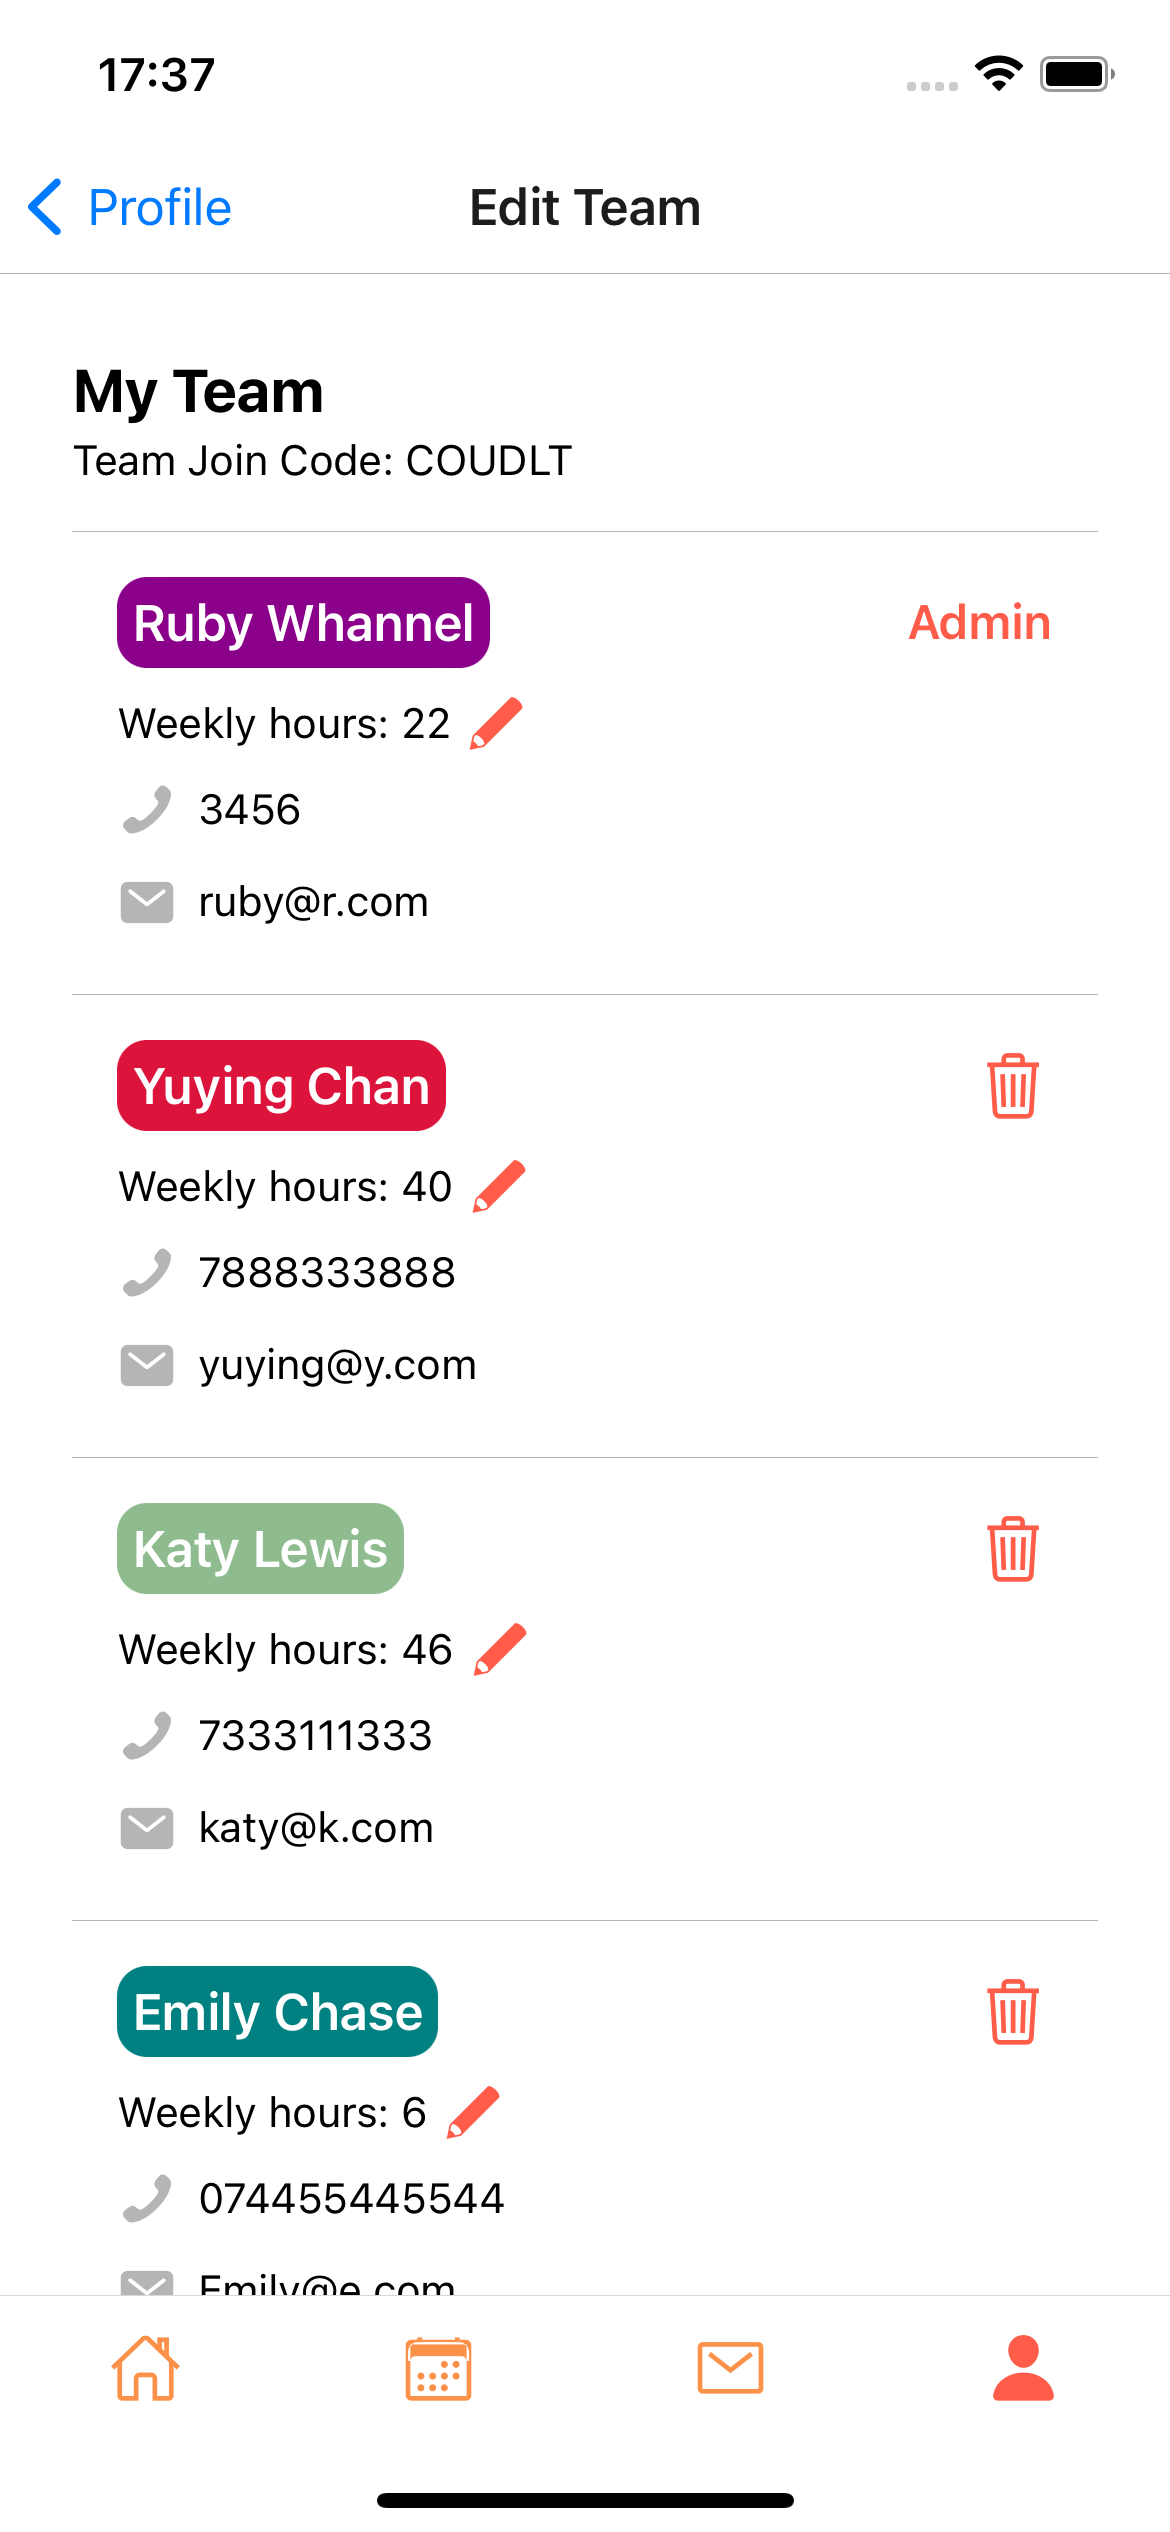 17:37
Profile
Edit Team
My Team
Team Join Code: COUDLT
Ruby Whannel
Admin
Weekly hours: 22
3456
ruby@r.com
Yuying Chan
Weekly hours: 40
7888333888
yuying@y.com
Katy Lewis
Weekly hours: 46
7333111333
katy@k.com
Emily Chase
Weekly hours: 6
074455445544
Emily@e.com